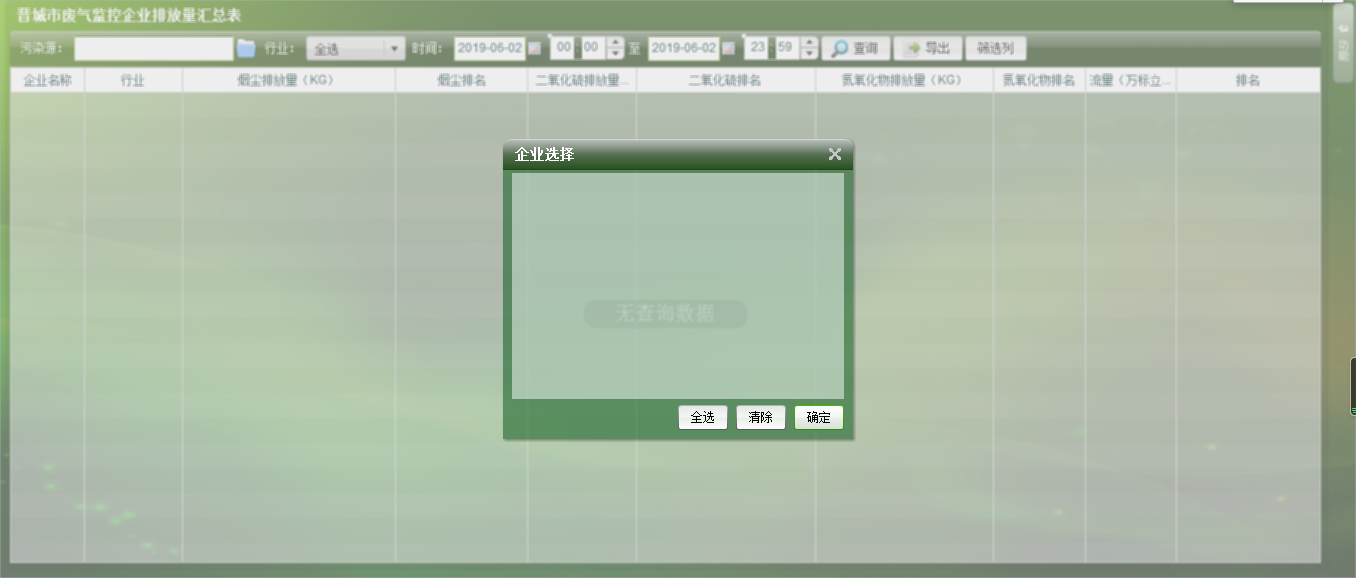 晋城市废气监控企业排放量汇总表
污染源： 行业： 全选 时间： 2019-06-02 00 : 00 至 2019-06-02 23 : 59 查询 导出 筛选列
功能
企业名称 行业 烟尘排放量（KG） 烟尘排名 二氧化硫排放量... 二氧化硫排名 氮氧化物排放量（KG） 氮氧化物排名 流量（万标立... 排名
企业选择
无查询数据
全选 清除 确定